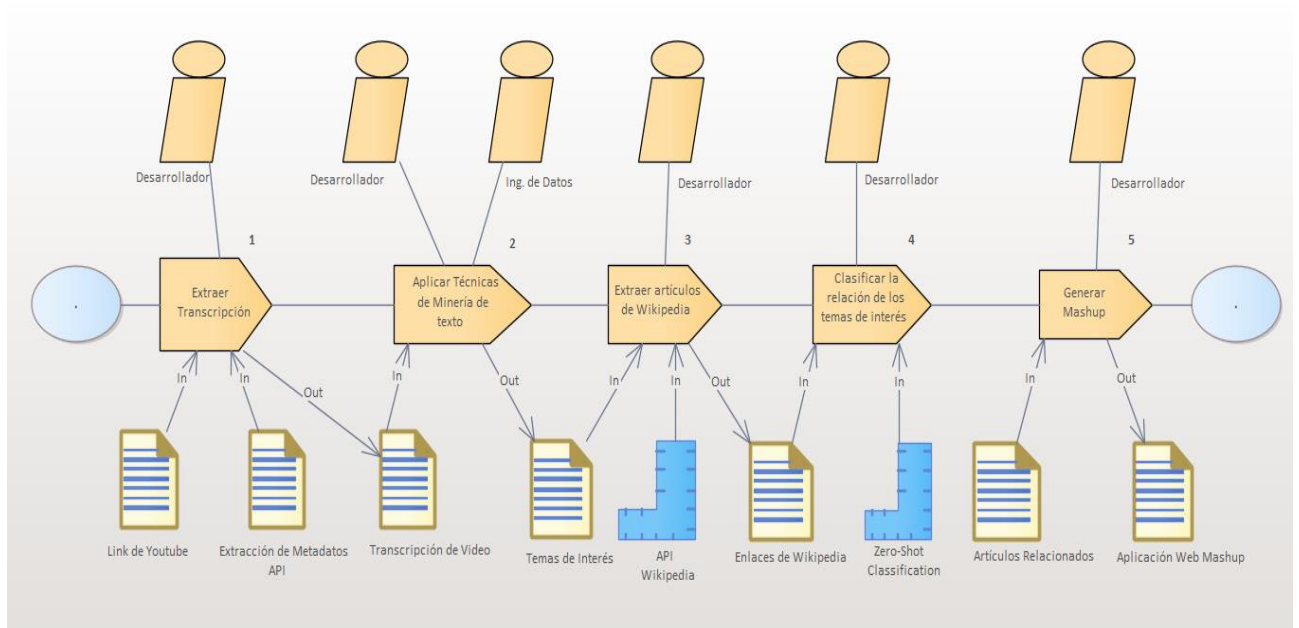 Desarrollador
Desarrollador
Ing. de Datos
Desarrollador
Desarrollador
Desarrollador
1
2
3
4
5
.
Extraer
Transcripción
Aplicar Técnicas
de Minería de
texto
Extraer artículos
de Wikipedia
Clasificar la
relación de los
temas de interés
Generar
Mashup
.
In
In
Out
In
Out
In
In
Out
In
In
In
Out
Link de Youtube
Extracción de Metadatos
API
Transcripción de Video
Temas de Interés
API
Wikipedia
Enlaces de Wikipedia
Zero-Shot
Classification
Artículos Relacionados
Aplicación Web Mashup